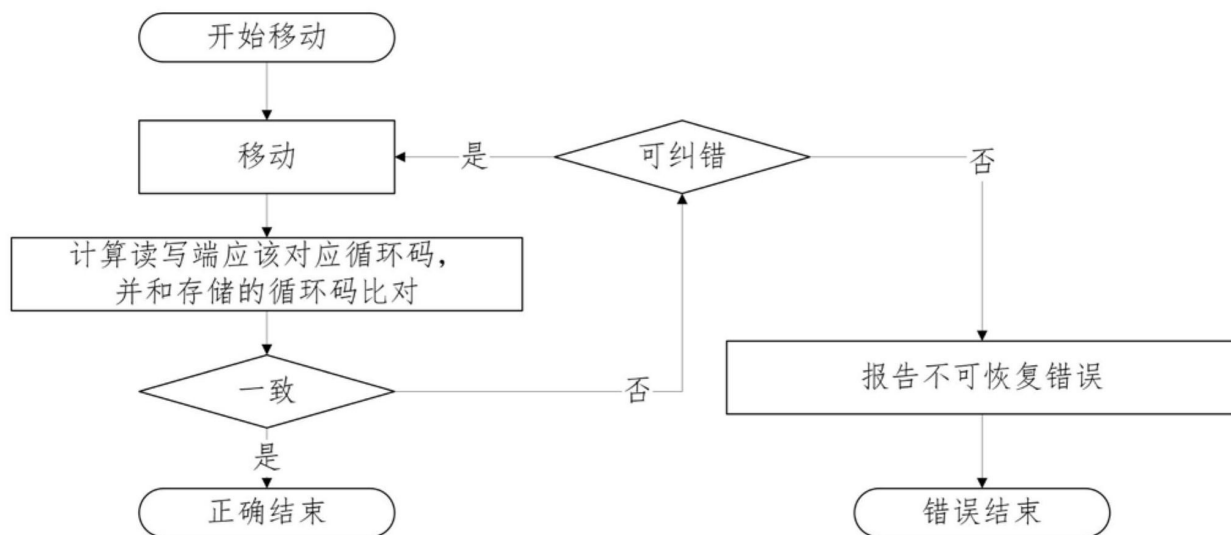 开始移动
移动
是
可纠错
否
计算读写端应该对应循环码，
并和存储的循环码比对
一致
否
报告不可恢复错误
是
正确结束
错误结束